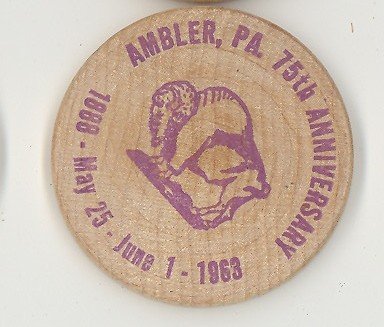 AMBLER, PA. 75th ANNIVERSARY
1888 - May 25 - June 1 - 1963